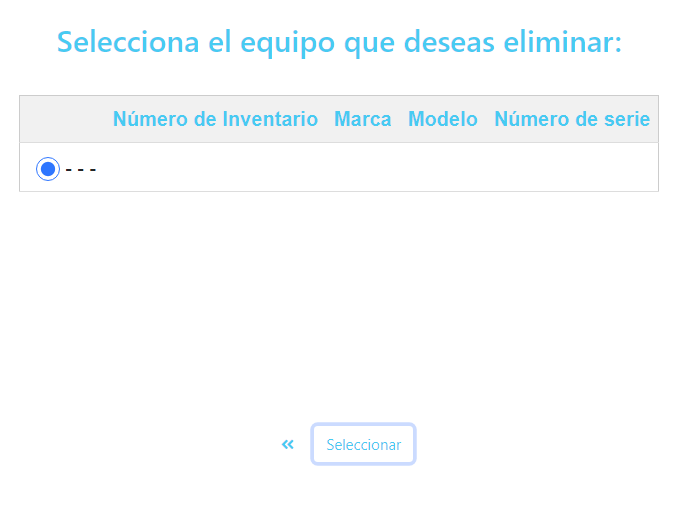 Selecciona el equipo que deseas eliminar:
Número de Inventario Marca Modelo Número de serie
- - -
« Seleccionar